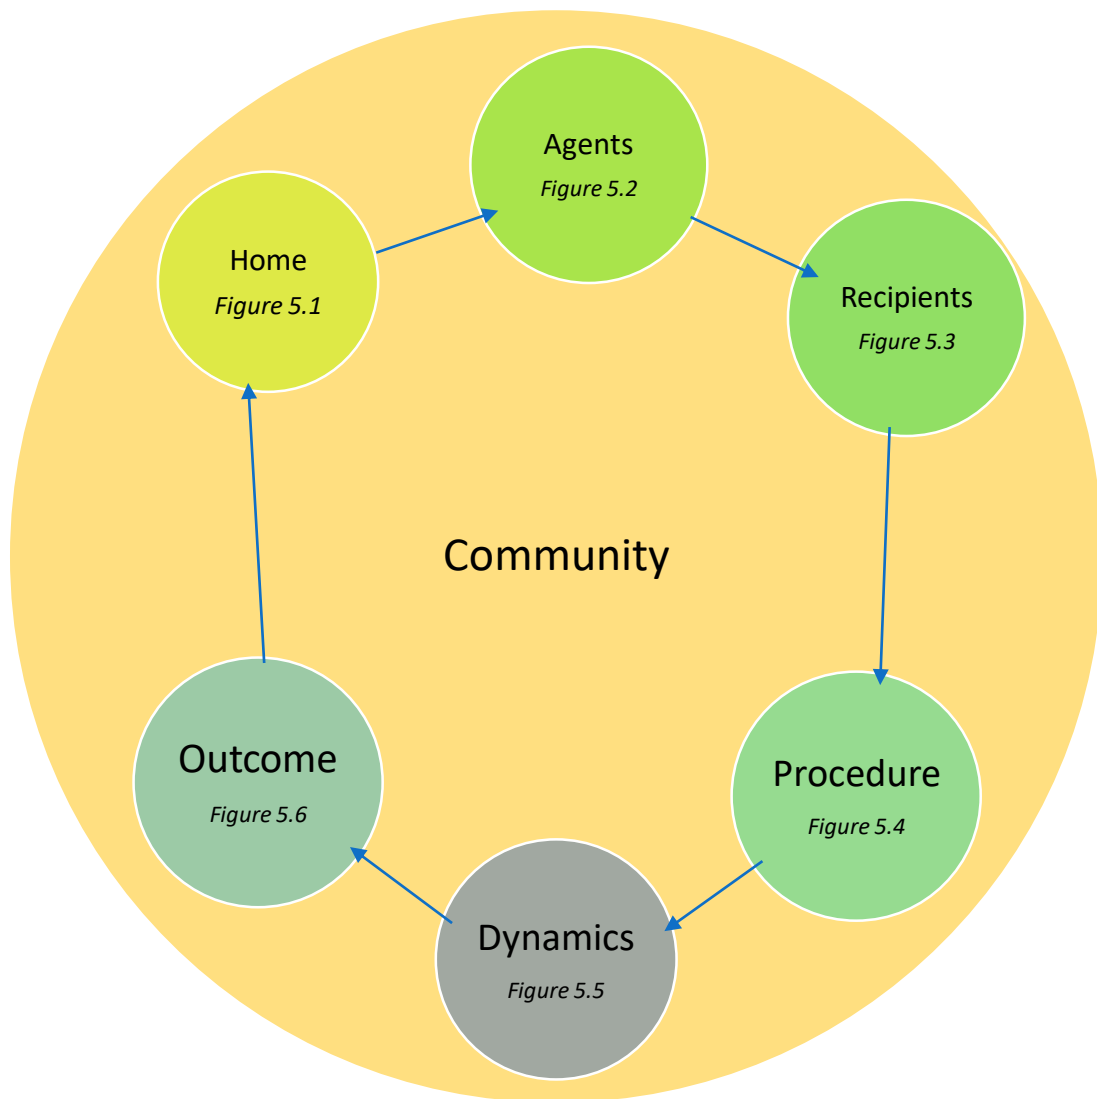 Agents
Figure 5.2
Home
Figure 5.1
Recipients
Figure 5.3
Community
Outcome
Figure 5.6
Procedure
Figure 5.4
Dynamics
Figure 5.5